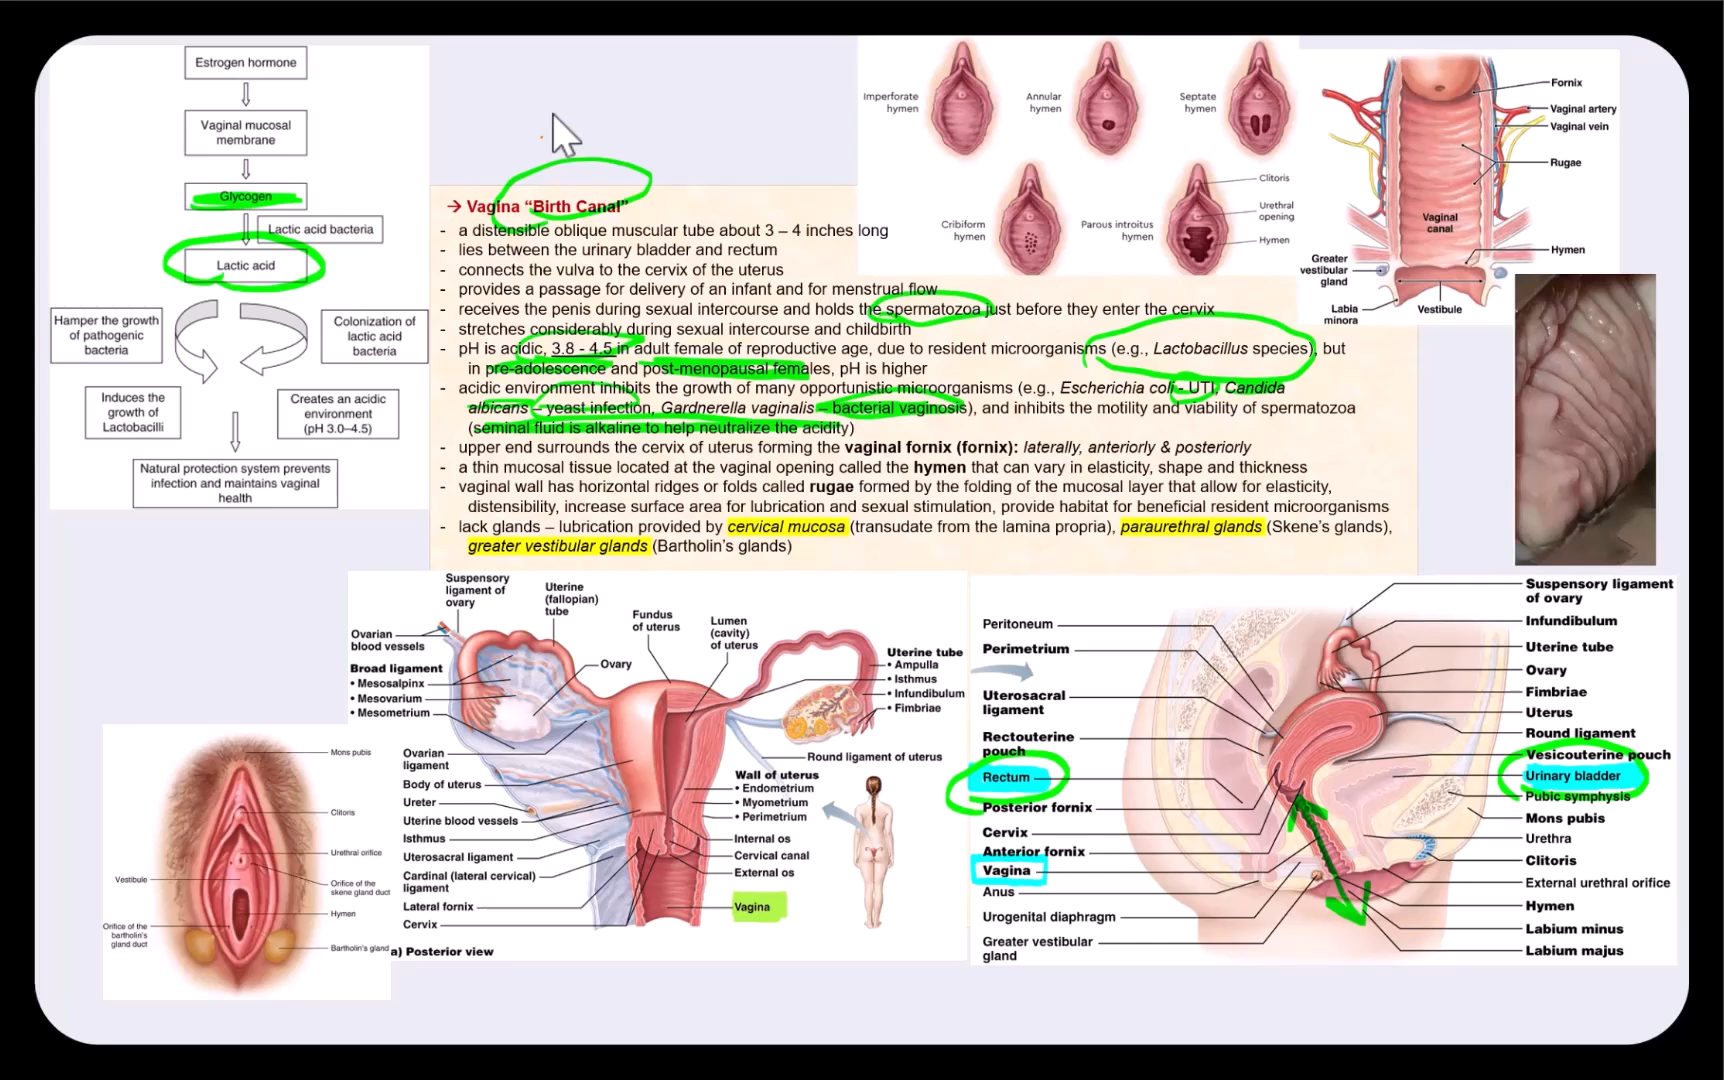 Estrogen hormone
Vaginal mucosal
membrane
Glycogen
Lactic acid bacteria
Lactic acid
Hamper the growth
of pathogenic
bacteria
Colonization of
lactic acid
bacteria
Induces the
growth of
Lactobacilli
Creates an acidic
environment
(pH 3.0–4.5)
Natural protection system prevents
infection and maintains vaginal
health
→ Vagina “Birth Canal”
- a distensible oblique muscular tube about 3 – 4 inches long
- lies between the urinary bladder and rectum
- connects the vulva to the cervix of the uterus
- provides a passage for delivery of an infant and for menstrual flow
- receives the penis during sexual intercourse and holds the spermatozoa just before they enter the cervix
- stretches considerably during sexual intercourse and childbirth
- pH is acidic, 3.8 - 4.5 in adult female of reproductive age, due to resident microorganisms (e.g., Lactobacillus species), but
in pre-adolescence and post-menopausal females, pH is higher
- acidic environment inhibits the growth of many opportunistic microorganisms (e.g., Escherichia coli - UTI, Candida
albicans – yeast infection, Gardnerella vaginalis – bacterial vaginosis), and inhibits the motility and viability of spermatozoa
(seminal fluid is alkaline to help neutralize the acidity)
- upper end surrounds the cervix of uterus forming the vaginal fornix (fornix): laterally, anteriorly & posteriorly
- a thin mucosal tissue located at the vaginal opening called the hymen that can vary in elasticity, shape and thickness
- vaginal wall has horizontal ridges or folds called rugae formed by the folding of the mucosal layer that allow for elasticity,
distensibility, increase surface area for lubrication and sexual stimulation, provide habitat for beneficial resident microorganisms
- lack glands – lubrication provided by cervical mucosa (transudate from the lamina propria), paraurethral glands (Skene’s glands),
greater vestibular glands (Bartholin’s glands)
Imperforate
hymen
Annular
hymen
Septate
hymen
Cribiform
hymen
Parous introitus
hymen
Clitoris
Urethral
opening
Hymen
Fornix
Vaginal artery
Vaginal vein
Rugae
Vaginal
canal
Hymen
Greater
vestibular
gland
Labia
minora
Vestibule
Mons pubis
Clitoris
Urethral orifice
Vestibule
Orifice of the
skene gland duct
Hymen
Orifice of the
bartholin's
gland duct
Bartholin's gland
Suspensory
ligament of
ovary
Uterine
(fallopian)
tube
Fundus
of uterus
Lumen
(cavity)
of uterus
Ovarian
blood vessels
Broad ligament
• Mesosalpinx
• Mesovarium
• Mesometrium
Ovary
Uterine tube
• Ampulla
• Isthmus
• Infundibulum
• Fimbriae
Ovarian
ligament
Body of uterus
Ureter
Uterine blood vessels
Isthmus
Uterosacral ligament
Cardinal (lateral cervical)
ligament
Lateral fornix
Cervix
Round ligament of uterus
Wall of uterus
• Endometrium
• Myometrium
• Perimetrium
Internal os
Cervical canal
External os
Vagina
a) Posterior view
Peritoneum
Perimetrium
Uterosacral
ligament
Rectouterine
pouch
Rectum
Posterior fornix
Cervix
Anterior fornix
Vagina
Anus
Urogenital diaphragm
Greater vestibular
gland
Suspensory ligament
of ovary
Infundibulum
Uterine tube
Ovary
Fimbriae
Uterus
Round ligament
Vesicouterine pouch
Urinary bladder
Pubic symphysis
Mons pubis
Urethra
Clitoris
External urethral orifice
Hymen
Labium minus
Labium majus